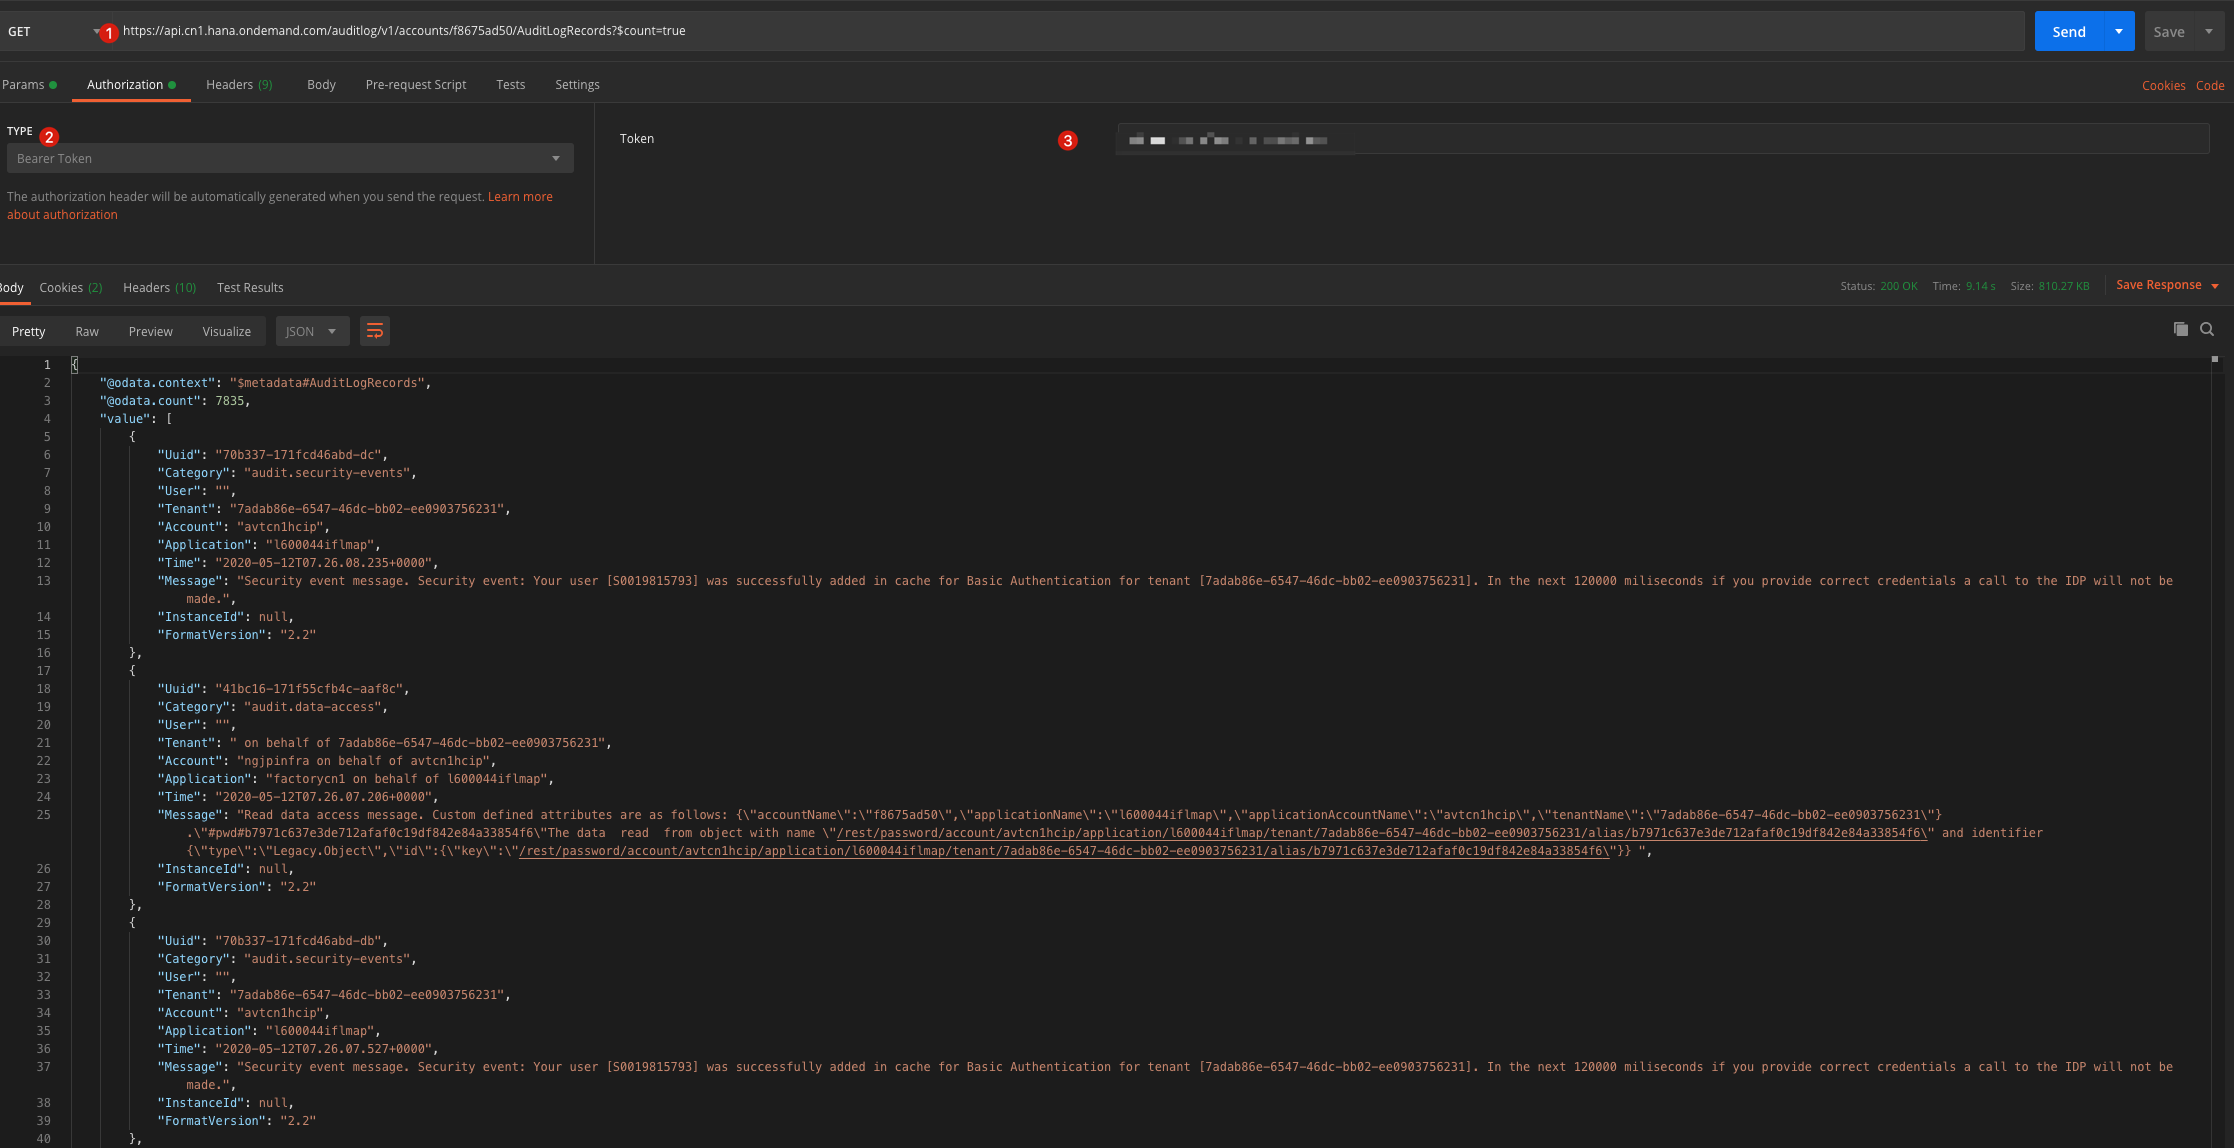 GET
1
https://api.cn1.hana.ondemand.com/auditlog/v1/accounts/f8675ad50/AuditLogRecords?$count=true
Send
Save
Params
Authorization
Headers (9)
Body
Pre-request Script
Tests
Settings
Cookies
Code
TYPE
2
Bearer Token
The authorization header will be automatically generated when you send the request. Learn more
about authorization
Token
3
Body
Cookies (2)
Headers (10)
Test Results
Status: 200 OK
Time: 9.14 s
Size: 810.27 KB
Save Response
Pretty
Raw
Preview
Visualize
JSON
1 {
2 "@odata.context": "$metadata#AuditLogRecords",
3 "@odata.count": 7835,
4 "value": [
5 {
6 "Uuid": "70b337-171fcd46abd-dc",
7 "Category": "audit.security-events",
8 "User": "",
9 "Tenant": "7adab86e-6547-46dc-bb02-ee0903756231",
10 "Account": "avtcn1hcip",
11 "Application": "l600044iflmap",
12 "Time": "2020-05-12T07.26.08.235+0000",
13 "Message": "Security event message. Security event: Your user [S0019815793] was successfully added in cache for Basic Authentication for tenant [7adab86e-6547-46dc-bb02-ee0903756231]. In the next 120000 miliseconds if you provide correct credentials a call to the IDP will not be
made.",
14 "InstanceId": null,
15 "FormatVersion": "2.2"
16 },
17 {
18 "Uuid": "41bc16-171f55cfb4c-aaf8c",
19 "Category": "audit.data-access",
20 "User": "",
21 "Tenant": " on behalf of 7adab86e-6547-46dc-bb02-ee0903756231",
22 "Account": "ngjpinfra on behalf of avtcn1hcip",
23 "Application": "factorycn1 on behalf of l600044iflmap",
24 "Time": "2020-05-12T07.26.07.206+0000",
25 "Message": "Read data access message. Custom defined attributes are as follows: {\"accountName\":\"f8675ad50\",\"applicationName\":\"l600044iflmap\",\"applicationAccountName\":\"avtcn1hcip\",\"tenantName\":\"7adab86e-6547-46dc-bb02-ee0903756231\"}
.\"#pwd#b7971c637e3de712afaf0c19df842e84a33854f6\"The data  read  from object with name \"/rest/password/account/avtcn1hcip/application/l600044iflmap/tenant/7adab86e-6547-46dc-bb02-ee0903756231/alias/b7971c637e3de712afaf0c19df842e84a33854f6\" and identifier
{\"type\":\"Legacy.Object\",\"id\":{\"key\":\"/rest/password/account/avtcn1hcip/application/l600044iflmap/tenant/7adab86e-6547-46dc-bb02-ee0903756231/alias/b7971c637e3de712afaf0c19df842e84a33854f6\"}} ",
26 "InstanceId": null,
27 "FormatVersion": "2.2"
28 },
29 {
30 "Uuid": "70b337-171fcd46abd-db",
31 "Category": "audit.security-events",
32 "User": "",
33 "Tenant": "7adab86e-6547-46dc-bb02-ee0903756231",
34 "Account": "avtcn1hcip",
35 "Application": "l600044iflmap",
36 "Time": "2020-05-12T07.26.07.527+0000",
37 "Message": "Security event message. Security event: Your user [S0019815793] was successfully added in cache for Basic Authentication for tenant [7adab86e-6547-46dc-bb02-ee0903756231]. In the next 120000 miliseconds if you provide correct credentials a call to the IDP will not be
made.",
38 "InstanceId": null,
39 "FormatVersion": "2.2"
40 },